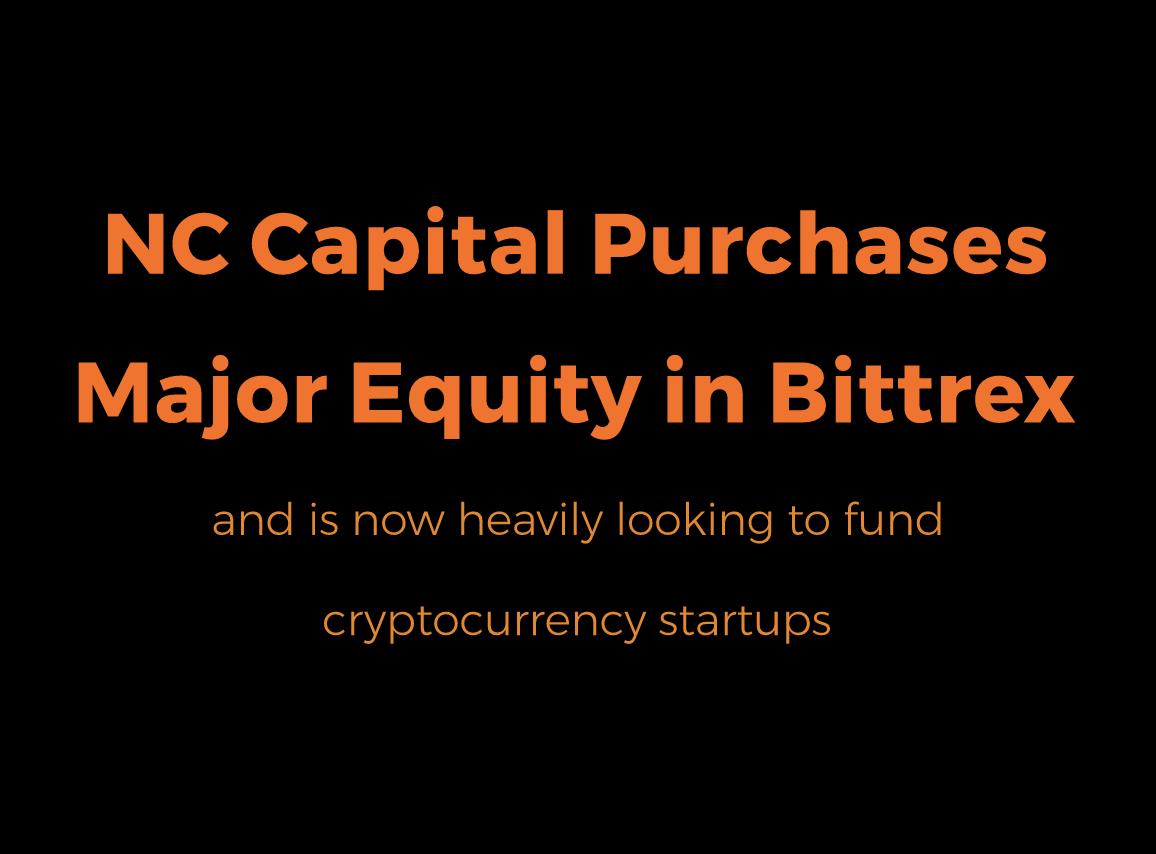 NC Capital Purchases
Major Equity in Bittrex
and is now heavily looking to fund
cryptocurrency startups